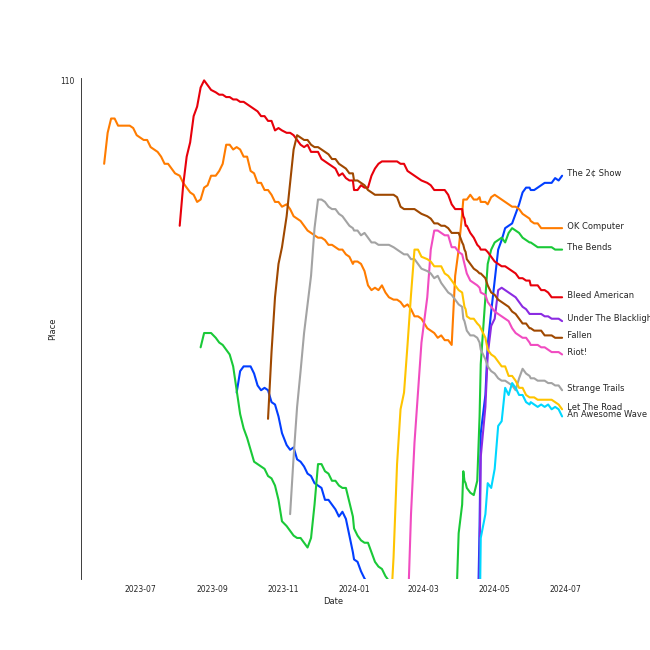 110
Place
The 2¢ Show
OK Computer
The Bends
Bleed American
Under The Blackligh
Fallen
Riot!
Strange Trails
Let The Road
An Awesome Wave
2023-07
2023-09
2023-11
2024-01
2024-03
2024-05
2024-07
Date